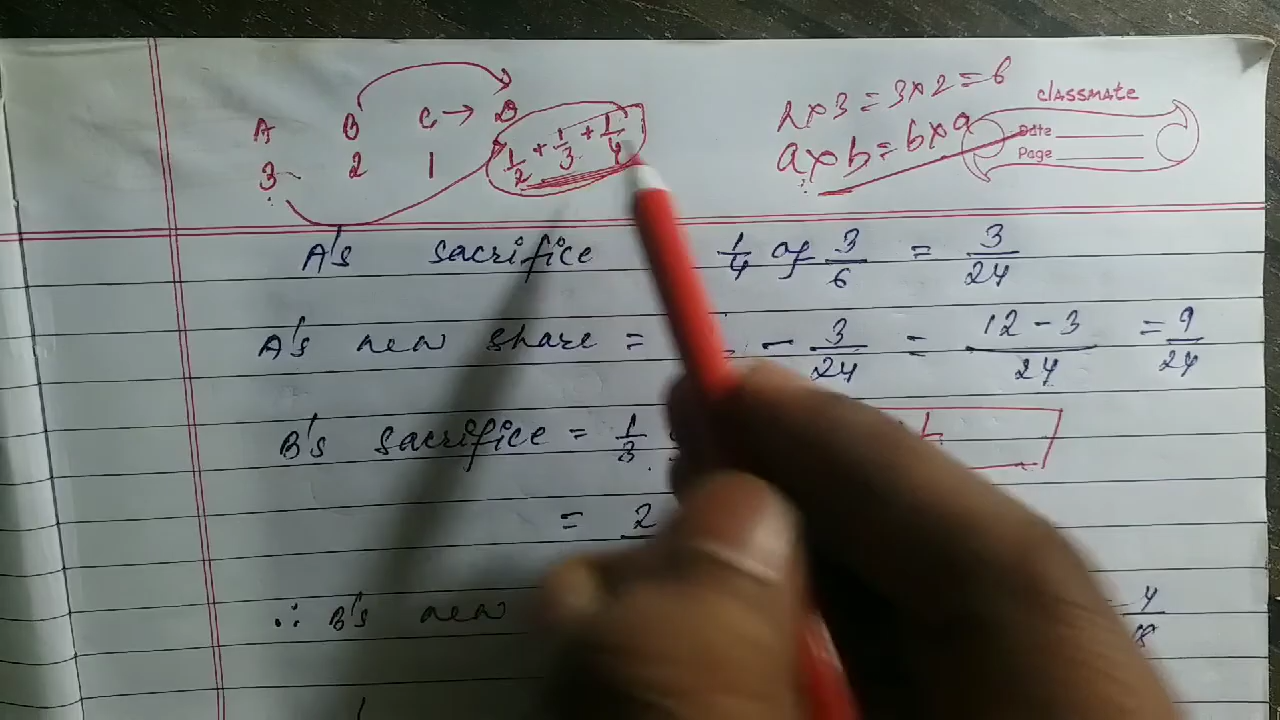 A B C → D
3 2 1 1/2 + 1/3 + 1/4
2 x 3 = 3 x 2 = 6
a x b = b x a
classmate
Date
Page
A's sacrifice 1/4 of 3/6 = 3/24
A's new share = - 3/24 = 12 - 3/24 = 9/24
B's sacrifice = 1/3
= 2
∴ B's new 4/18